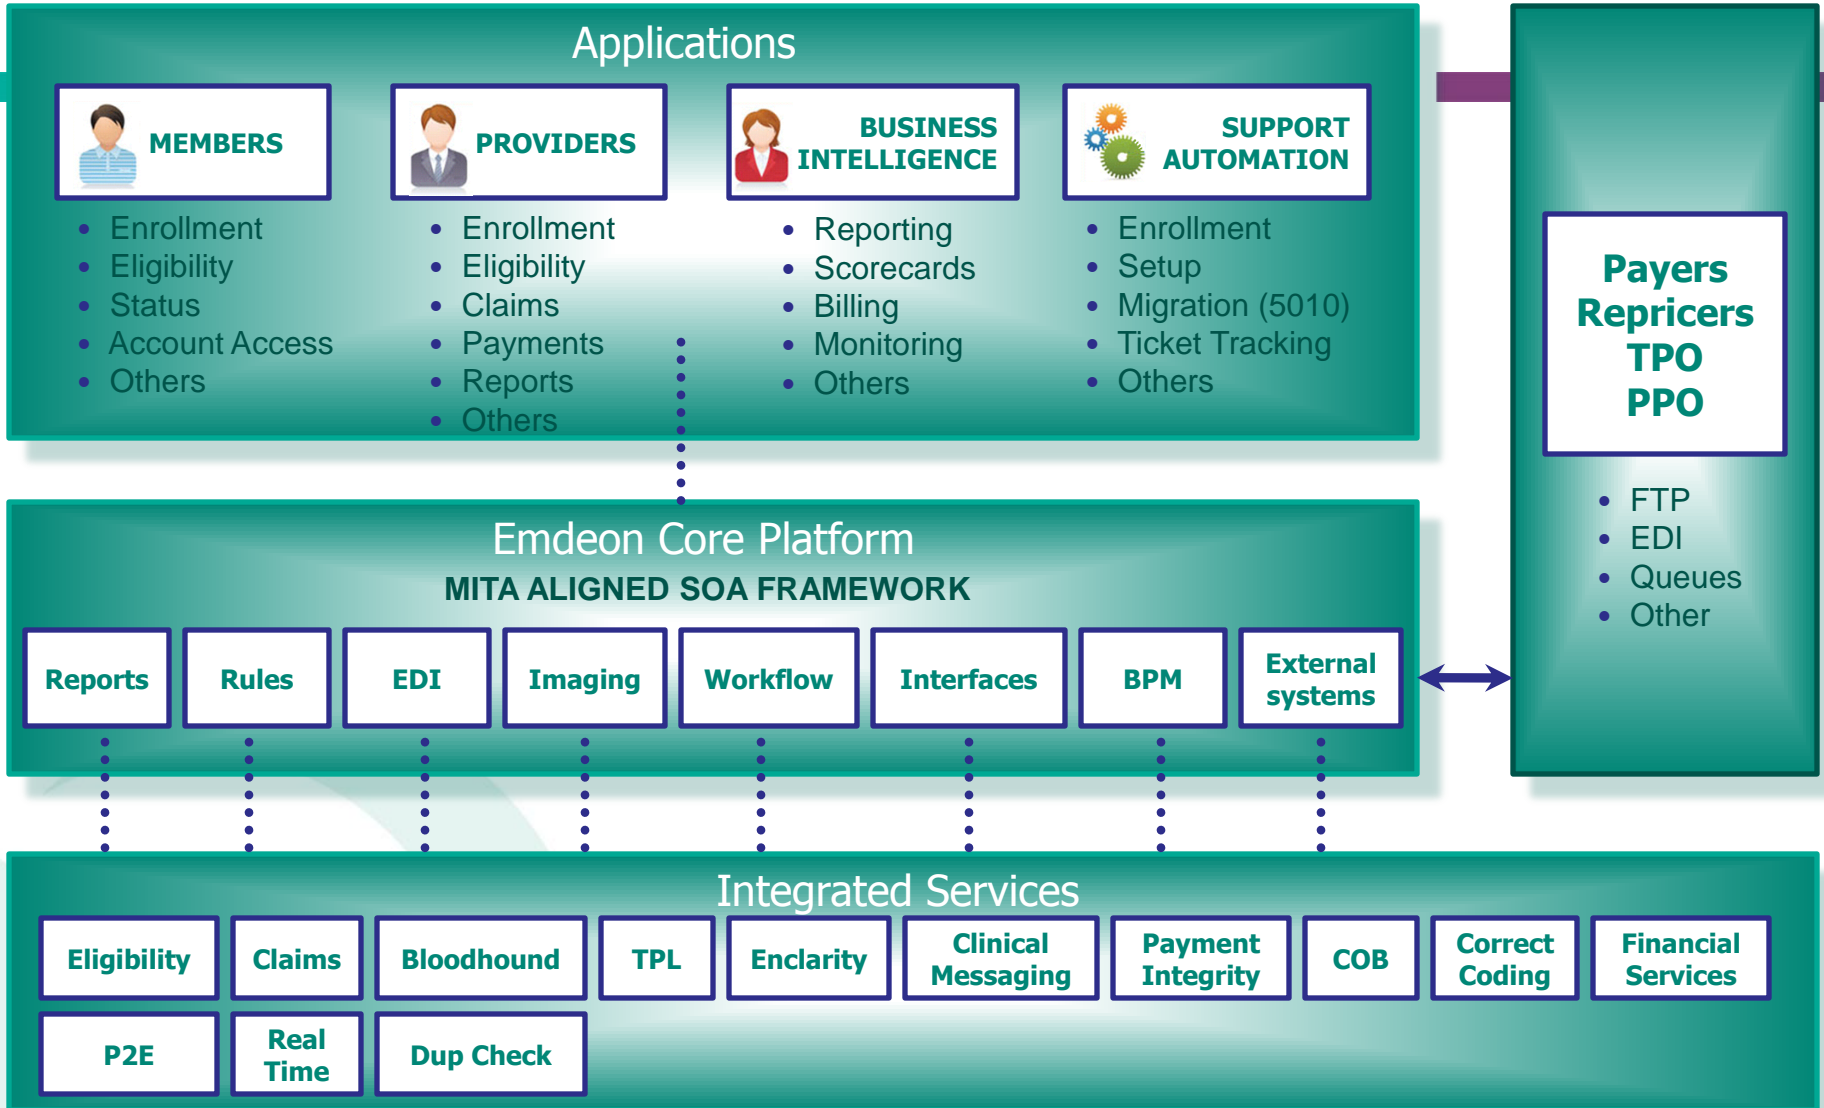 Applications
MEMBERS
• Enrollment
• Eligibility
• Status
• Account Access
• Others
PROVIDERS
• Enrollment
• Eligibility
• Claims
• Payments
• Reports
• Others
BUSINESS
INTELLIGENCE
• Reporting
• Scorecards
• Billing
• Monitoring
• Others
SUPPORT
AUTOMATION
• Enrollment
• Setup
• Migration (5010)
• Ticket Tracking
• Others
Payers
Repricers
TPO
PPO
• FTP
• EDI
• Queues
• Other
Emdeon Core Platform
MITA ALIGNED SOA FRAMEWORK
Reports
Rules
EDI
Imaging
Workflow
Interfaces
BPM
External
systems
Integrated Services
Eligibility
Claims
Bloodhound
TPL
Enclarity
Clinical
Messaging
Payment
Integrity
COB
Correct
Coding
Financial
Services
P2E
Real
Time
Dup Check